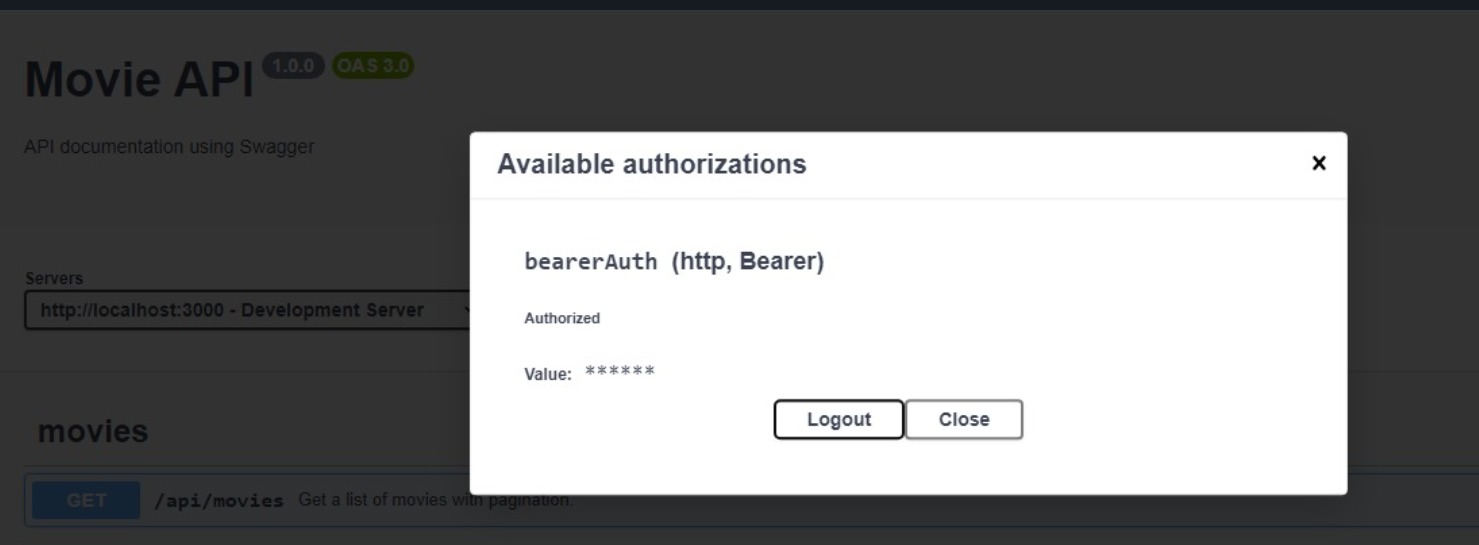 Movie API 1.0.0 OAS 3.0
API documentation using Swagger
Servers
http://localhost:3000 - Development Server
movies
GET /api/movies Get a list of movies with pagination.
Available authorizations
bearerAuth (http, Bearer)
Authorized
Value: ******
Logout Close